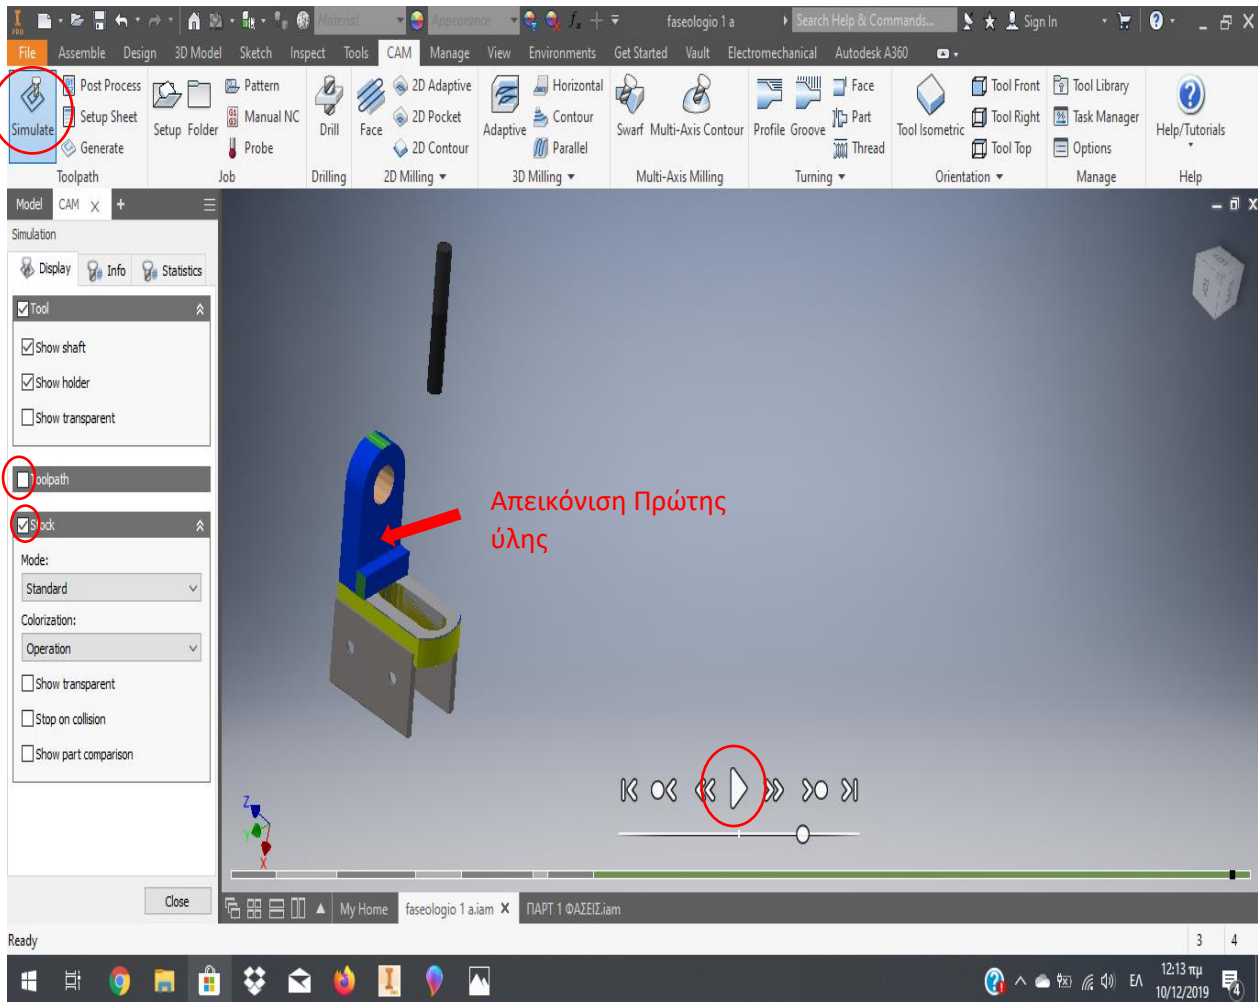 PRO
Material
Appearance
faseologio 1 a
Search Help & Commands...
Sign In
File Assemble Design 3D Model Sketch Inspect Tools CAM Manage View Environments Get Started Vault Electromechanical Autodesk A360
Simulate Post Process Setup Folder Pattern Drill Face 2D Adaptive Adaptive Horizontal Swarf Multi-Axis Contour Profile Groove Face Tool Isometric Tool Front Tool Library Help/Tutorials
Setup Sheet Manual NC 2D Pocket Contour Part Tool Right Task Manager
Generate Probe 2D Contour Parallel Thread Tool Top Options
Toolpath Job Drilling 2D Milling 3D Milling Multi-Axis Milling Turning Orientation Manage Help
Model CAM
Simulation
Display Info Statistics
Tool
Show shaft
Show holder
Show transparent
Toolpath
Stock
Mode:
Standard
Colorization:
Operation
Show transparent
Stop on collision
Show part comparison
Απεικόνιση Πρώτης
ύλης
TOP
Z
Y
X
Close
My Home faseologio 1 a.iam ΠΑΡΤ 1 ΦΑΣΕΙΣ.iam
Ready
3 4
ΕΛ
12:13 πμ
10/12/2019
4